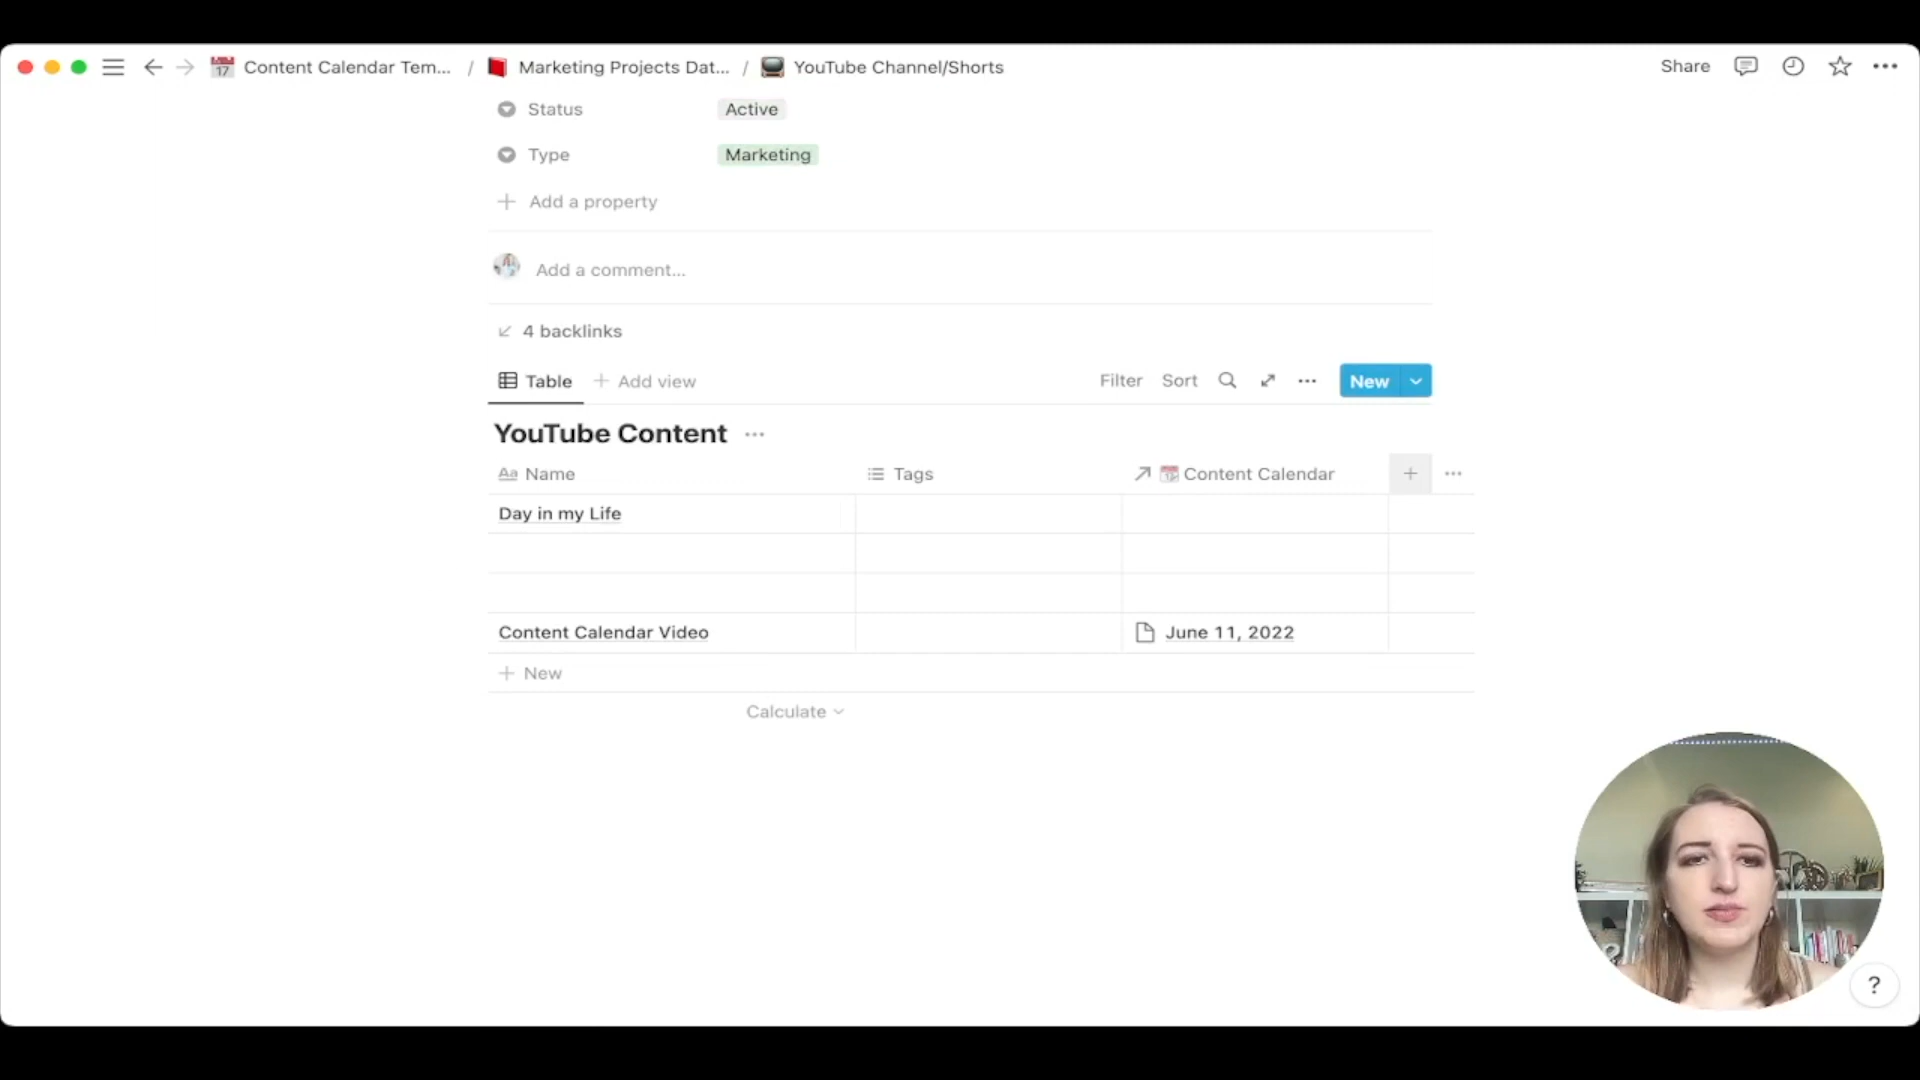 Content Calendar Tem... / Marketing Projects Dat... / YouTube Channel/Shorts Share
Status Active
Type Marketing
Add a property
Add a comment...
4 backlinks
Table Add view Filter Sort New
YouTube Content
Aa Name Tags Content Calendar
Day in my Life
Content Calendar Video June 11, 2022
New
Calculate
?